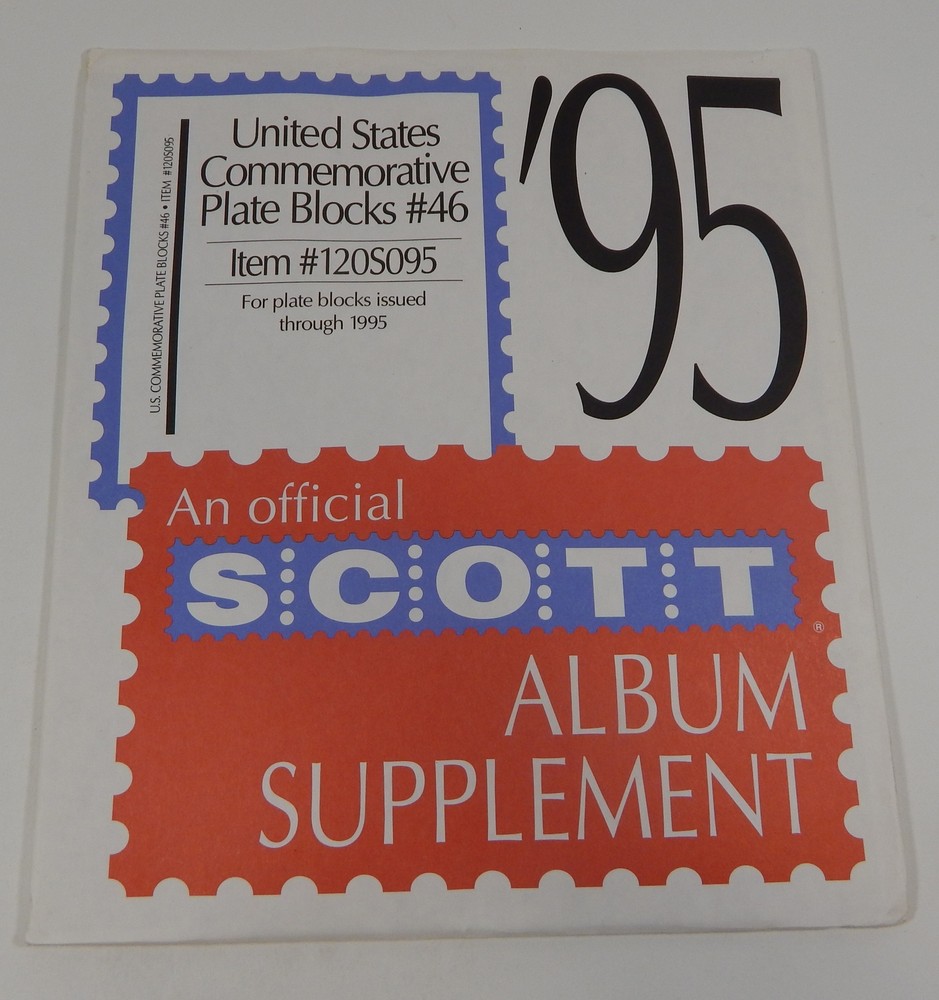 U.S. COMMEMORATIVE PLATE BLOCKS #46 • ITEM #120S095
United States
Commemorative
Plate Blocks #46
Item #120S095
For plate blocks issued
through 1995
'95
An official
SCOTT
®
ALBUM
SUPPLEMENT